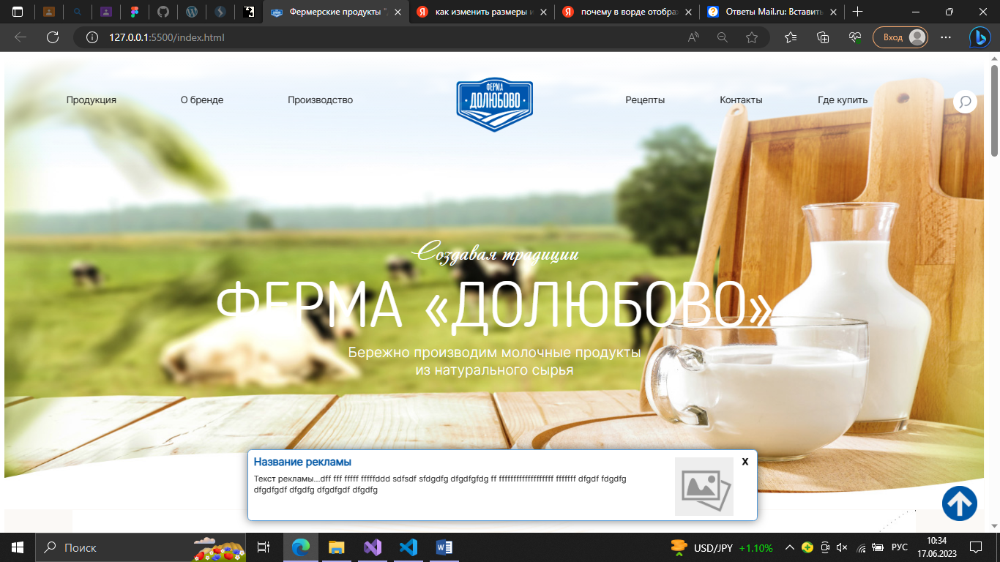 Фермерские продукты "
как изменить размеры и
почему в ворде отобра
Ответы Mail.ru: Вставить
127.0.0.1:5500/index.html
Вход
Продукция
О бренде
Производство
ФЕРМА
ДОЛЮБОВО
Рецепты
Контакты
Где купить
Создавая традиции
ФЕРМА «ДОЛЮБОВО»
Бережно производим молочные продукты
из натурального сырья
Название рекламы
X
Текст рекламы...dff fff fffff fffffddd sdfsdf sfdgdfg dfgdfgfdg ff fffffffffffffffffff fffffff dfgdf fdgdfg
dfgdfgdf dfgdfg dfgdfgdf dfgdfg
Поиск
USD/JPY +1.10%
РУС
10:34
17.06.2023